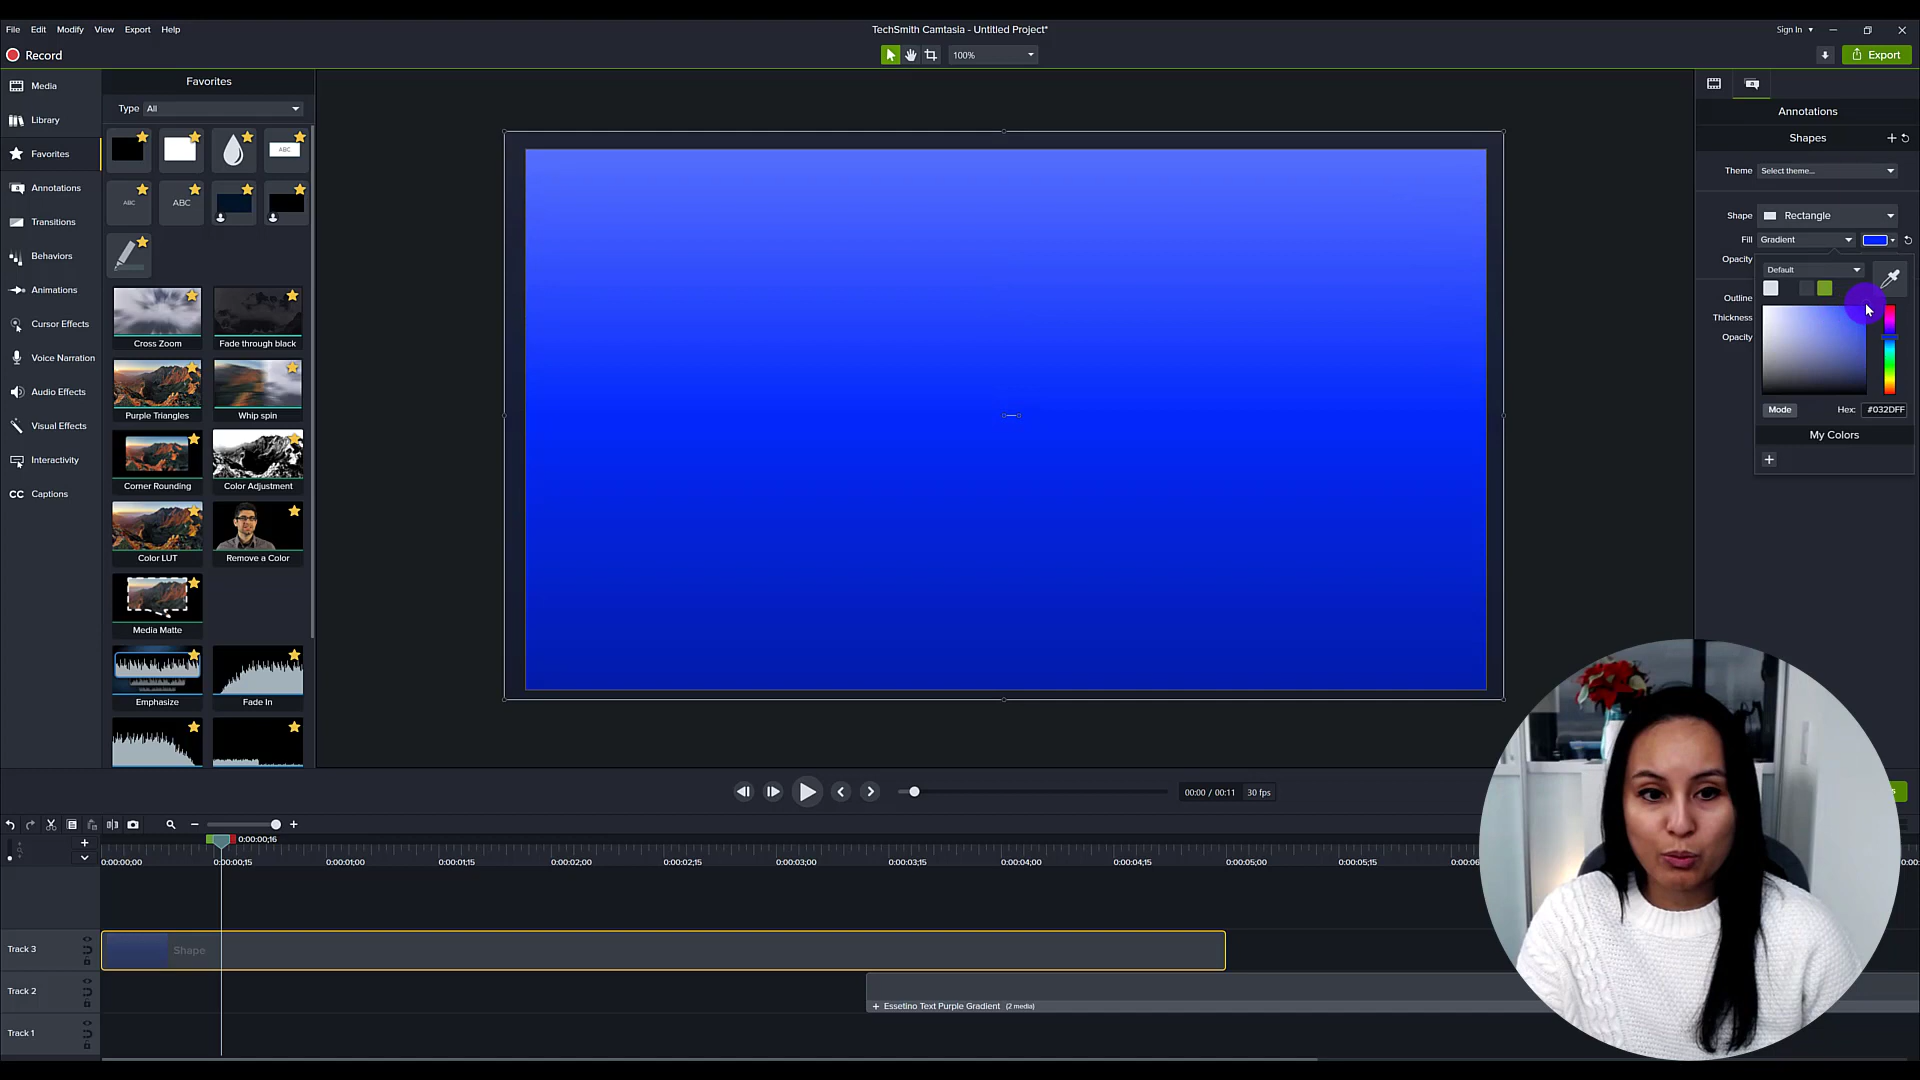 File Edit Modify View Export Help
TechSmith Camtasia - Untitled Project*
Sign In
Record
100%
Export
Media
Library
Favorites
Annotations
Transitions
Behaviors
Animations
Cursor Effects
Voice Narration
Audio Effects
Visual Effects
Interactivity
CC Captions
Favorites
Type All
ABC
ABC ABC
Cross Zoom Fade through black
Purple Triangles Whip spin
Corner Rounding Color Adjustment
Color LUT Remove a Color
Media Matte
Emphasize Fade In
Annotations
Shapes
Theme Select theme...
Shape Rectangle
Fill Gradient
Opacity
Default
Outline
Thickness
Opacity
Mode Hex: #032DFF
My Colors
00:00 / 00:11 30 fps
0:00:00;16
0:00:00;00 0:00:00;15 0:00:01;00 0:00:01;15 0:00:02;00 0:00:02;15 0:00:03;00 0:00:03;15 0:00:04;00 0:00:04;15 0:00:05;00 0:00:05;15
Track 3 Shape
Track 2
+ Essetino Text Purple Gradient (2 media)
Track 1